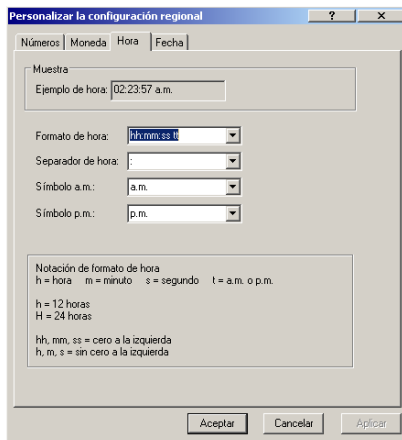 Personalizar la configuración regional
Números Moneda Hora Fecha
Muestra
Ejemplo de hora: 02:23:57 a.m.
Formato de hora: hh:mm:ss tt
Separador de hora: :
Símbolo a.m.: a.m.
Símbolo p.m.: p.m.
Notación de formato de hora
h = hora m = minuto s = segundo t = a.m. o p.m.
h = 12 horas
H = 24 horas
hh, mm, ss = cero a la izquierda
h, m, s = sin cero a la izquierda
Aceptar Cancelar Aplicar